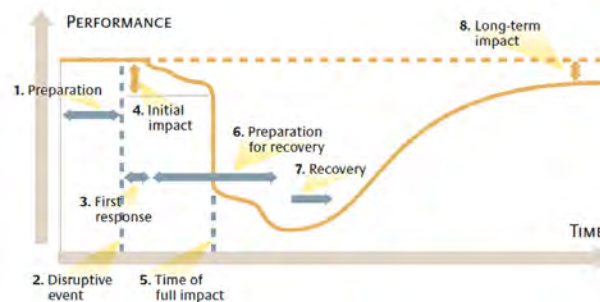 PERFORMANCE
8. Long-term
impact
1. Preparation
4. Initial
impact
6. Preparation
for recovery
7. Recovery
3. First
response
TIME
2. Disruptive
event
5. Time of
full impact